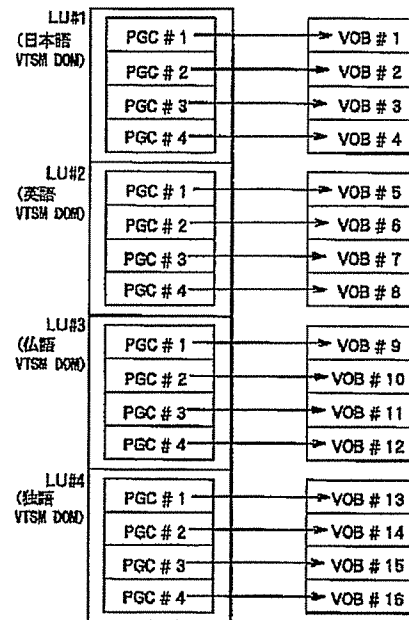 LU#1
(日本語
VTSM DOM)
PGC # 1
VOB # 1
PGC # 2
VOB # 2
PGC # 3
VOB # 3
PGC # 4
VOB # 4
LU#2
(英語
VTSM DOM)
PGC # 1
VOB # 5
PGC # 2
VOB # 6
PGC # 3
VOB # 7
PGC # 4
VOB # 8
LU#3
(仏語
VTSM DOM)
PGC # 1
VOB # 9
PGC # 2
VOB # 10
PGC # 3
VOB # 11
PGC # 4
VOB # 12
LU#4
(独語
VTSM DOM)
PGC # 1
VOB # 13
PGC # 2
VOB # 14
PGC # 3
VOB # 15
PGC # 4
VOB # 16